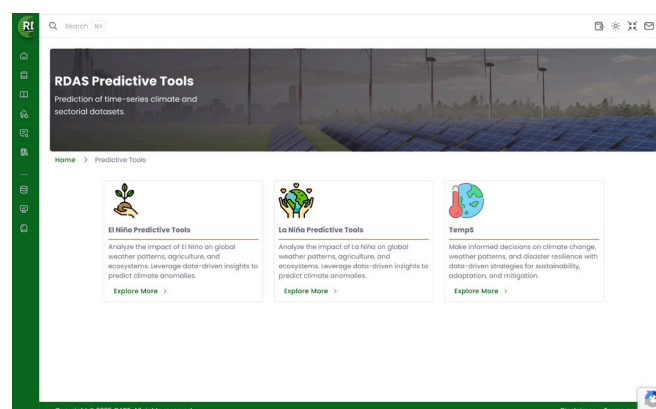 RD
Search ⌘K
RDAS Predictive Tools
Prediction of time-series climate and
sectorial datasets.
Home > Predictive Tools
El Niño Predictive Tools
Analyze the impact of El Niño on global
weather patterns, agriculture, and
ecosystems. Leverage data-driven insights to
predict climate anomalies.
Explore More >
La Niña Predictive Tools
Analyze the impact of La Niña on global
weather patterns, agriculture, and
ecosystems. Leverage data-driven insights to
predict climate anomalies.
Explore More >
TempS
Make informed decisions on climate change,
weather patterns, and disaster resilience with
data-driven strategies for sustainability,
adaptation, and mitigation.
Explore More >